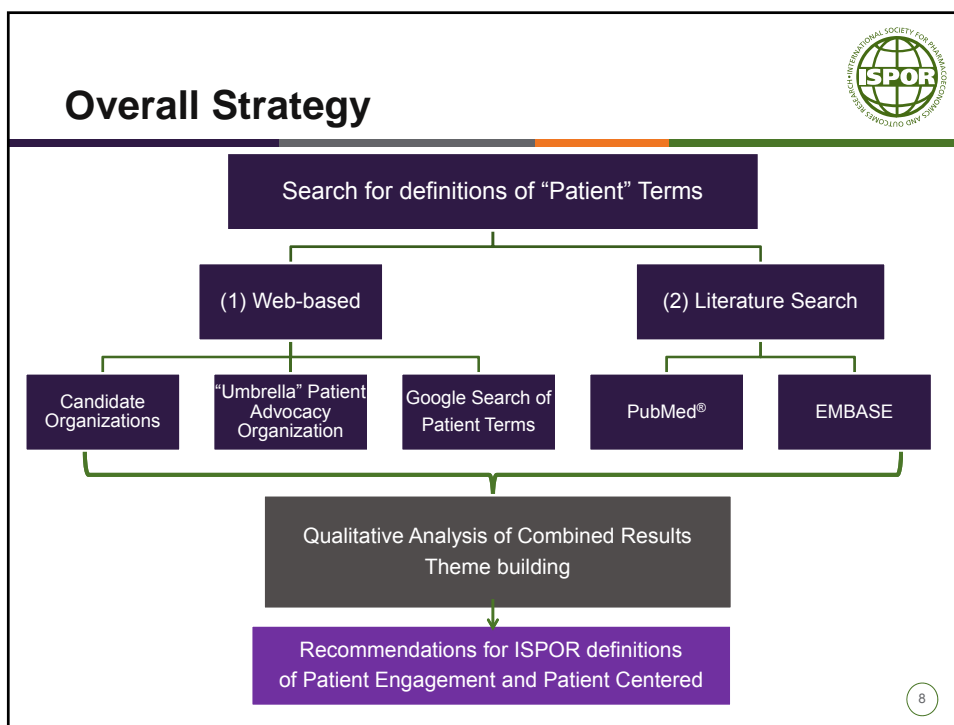 INTERNATIONAL SOCIETY FOR PHARMACOECONOMICS AND OUTCOMES RESEARCH
ISPOR
Overall Strategy
Search for definitions of “Patient” Terms
(1) Web-based
(2) Literature Search
Candidate
Organizations
“Umbrella” Patient
Advocacy
Organization
Google Search of
Patient Terms
PubMed®
EMBASE
Qualitative Analysis of Combined Results
Theme building
Recommendations for ISPOR definitions
of Patient Engagement and Patient Centered
8